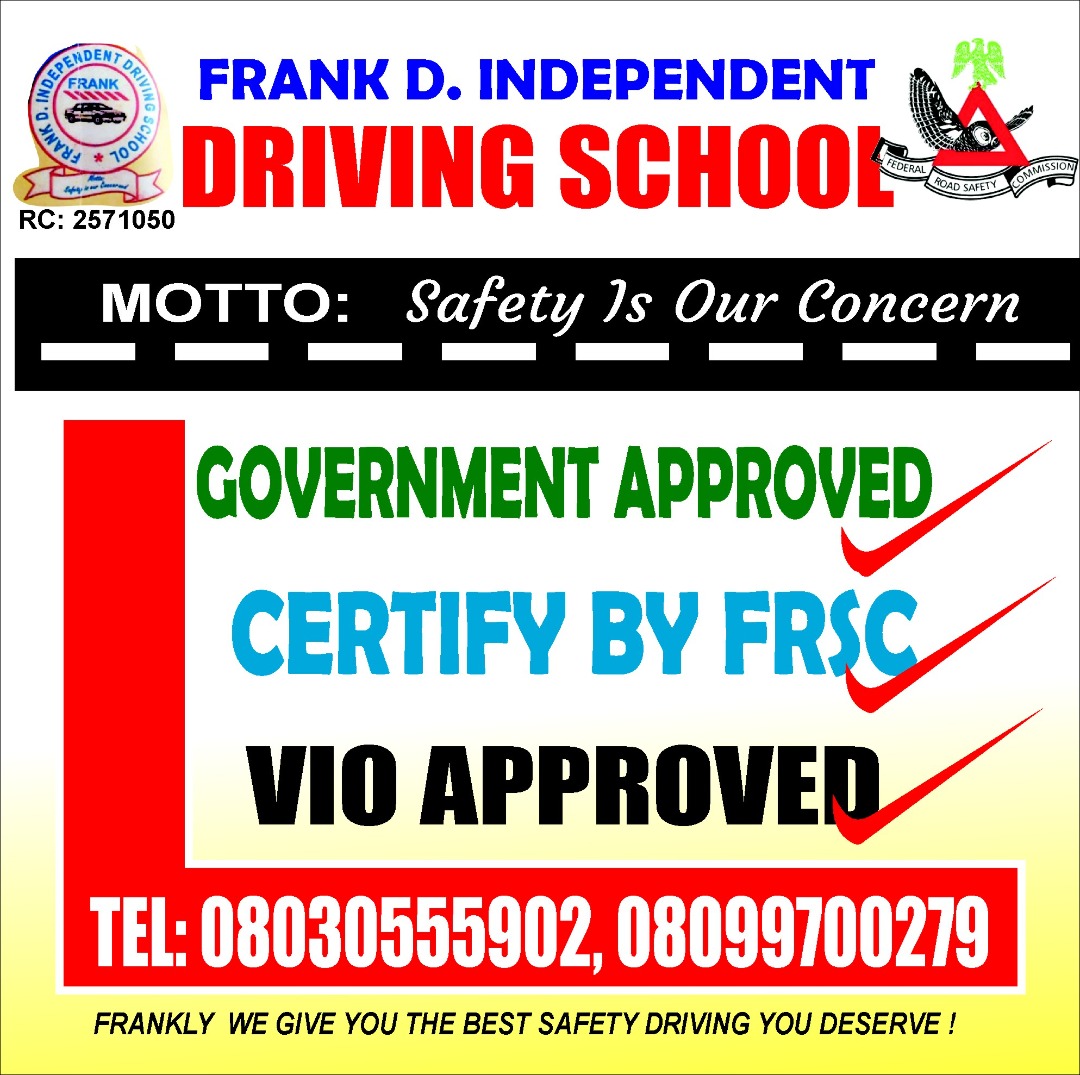 FRANK D. INDEPENDENT DRIVING SCHOOL
FRANK
Motto:
Safety is our Concerned
RC: 2571050
FRANK D. INDEPENDENT
DRIVING SCHOOL
FEDERAL ROAD SAFETY COMMISSION
MOTTO: Safety Is Our Concern
GOVERNMENT APPROVED
CERTIFY BY FRSC
VIO APPROVED
TEL: 08030555902, 08099700279
FRANKLY WE GIVE YOU THE BEST SAFETY DRIVING YOU DESERVE !